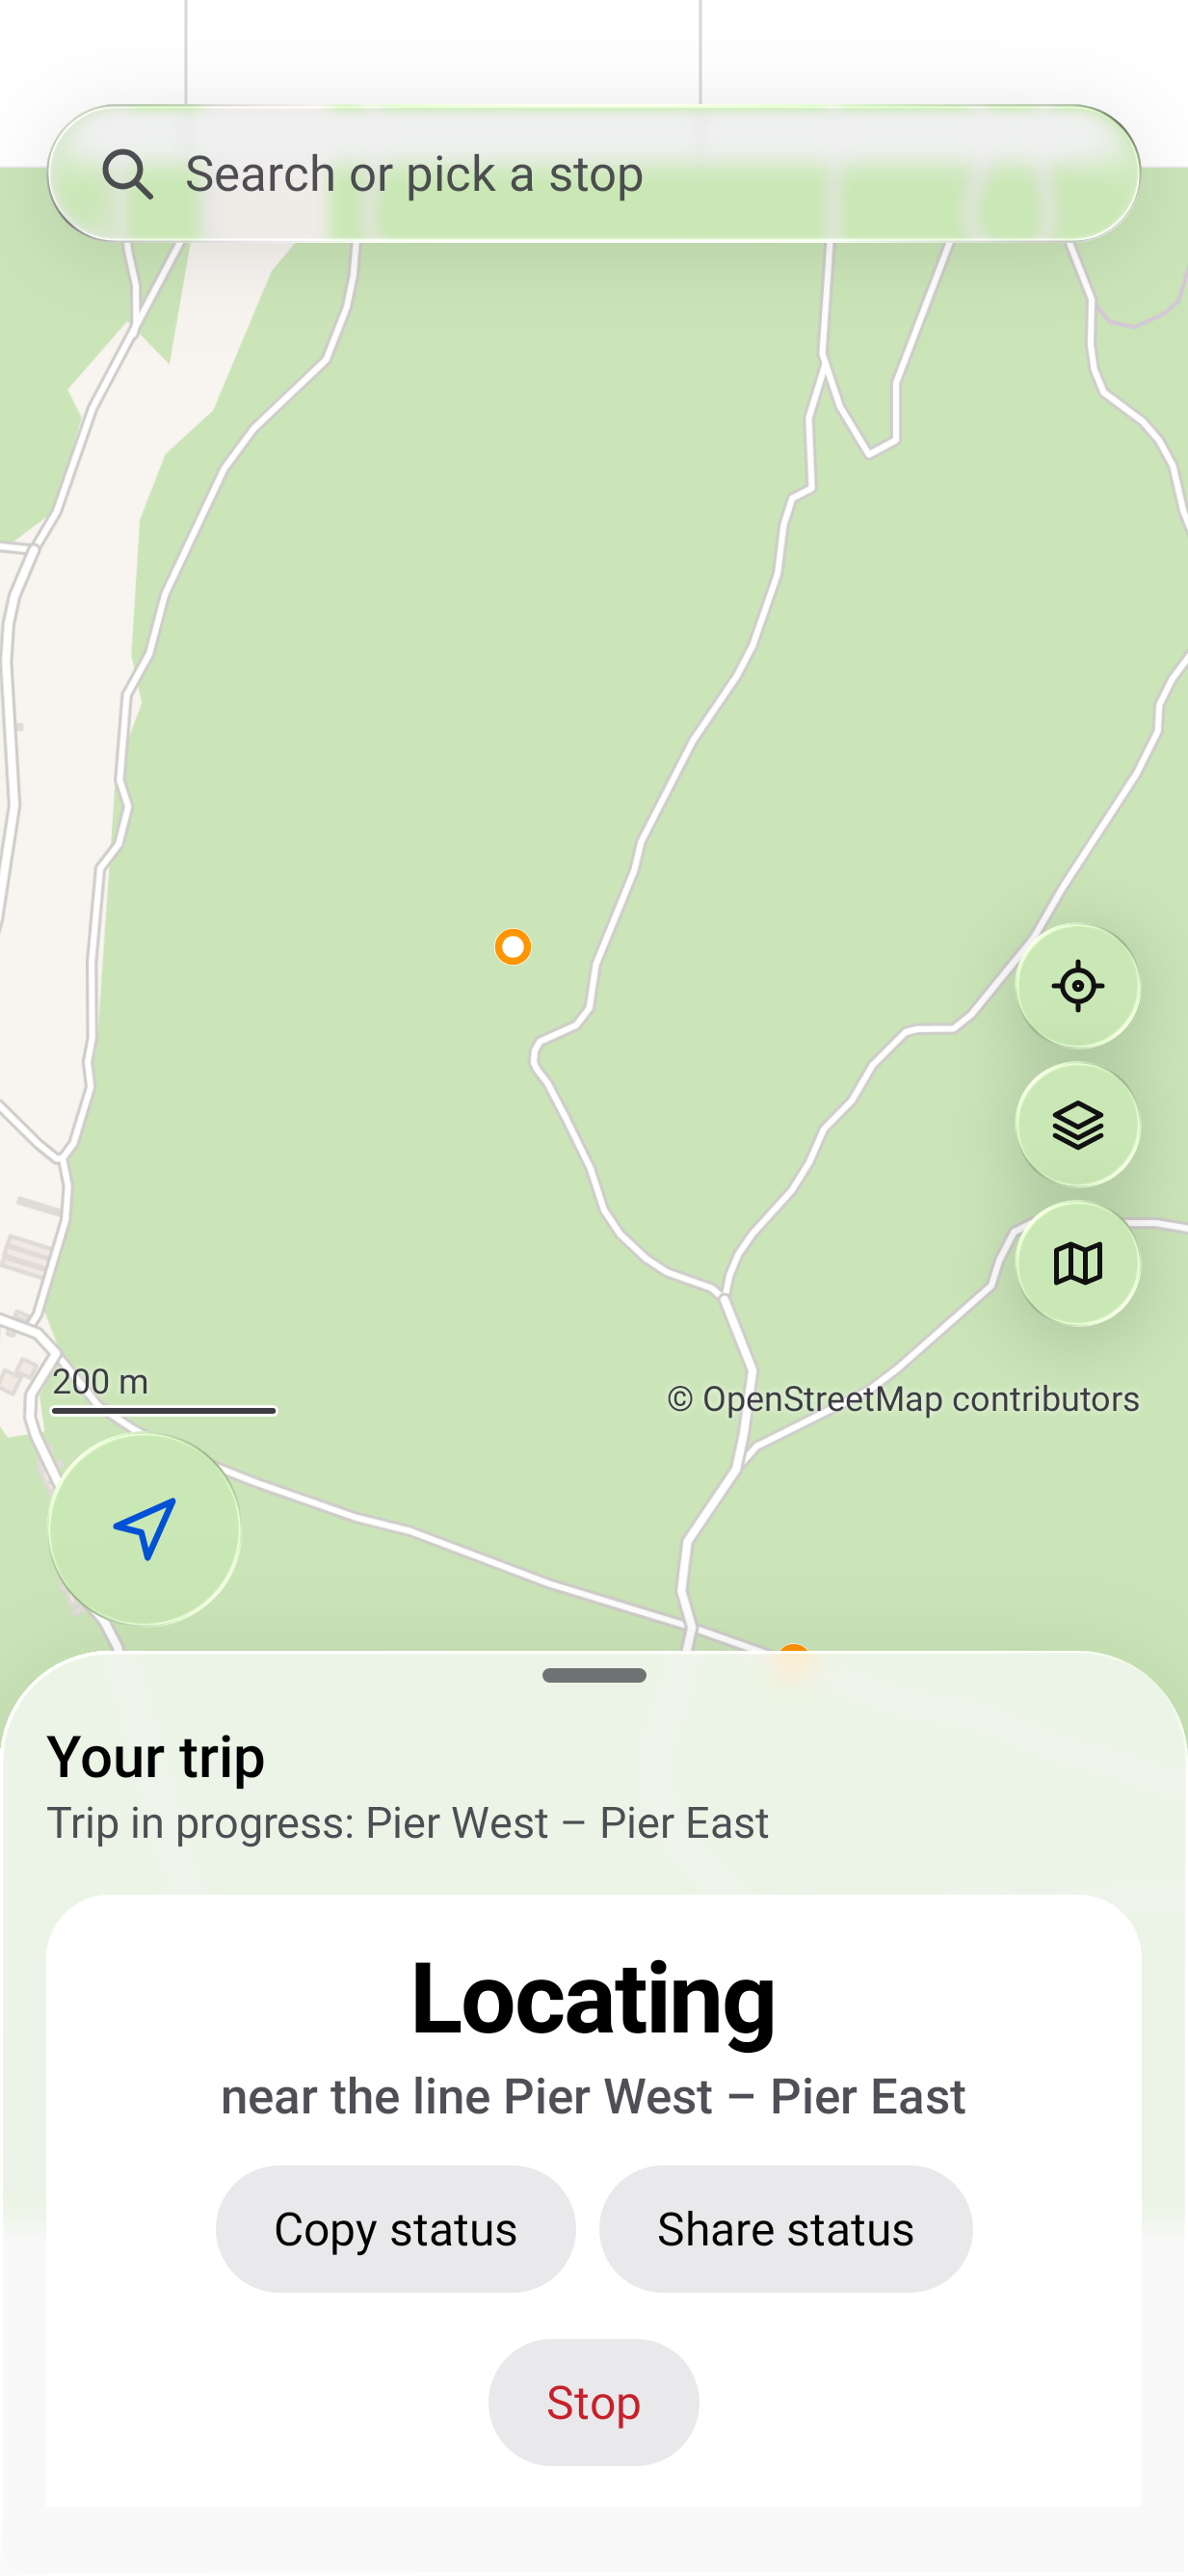 Search or pick a stop
200 m
© OpenStreetMap contributors
Your trip
Trip in progress: Pier West – Pier East
Locating
near the line Pier West – Pier East
Copy status
Share status
Stop